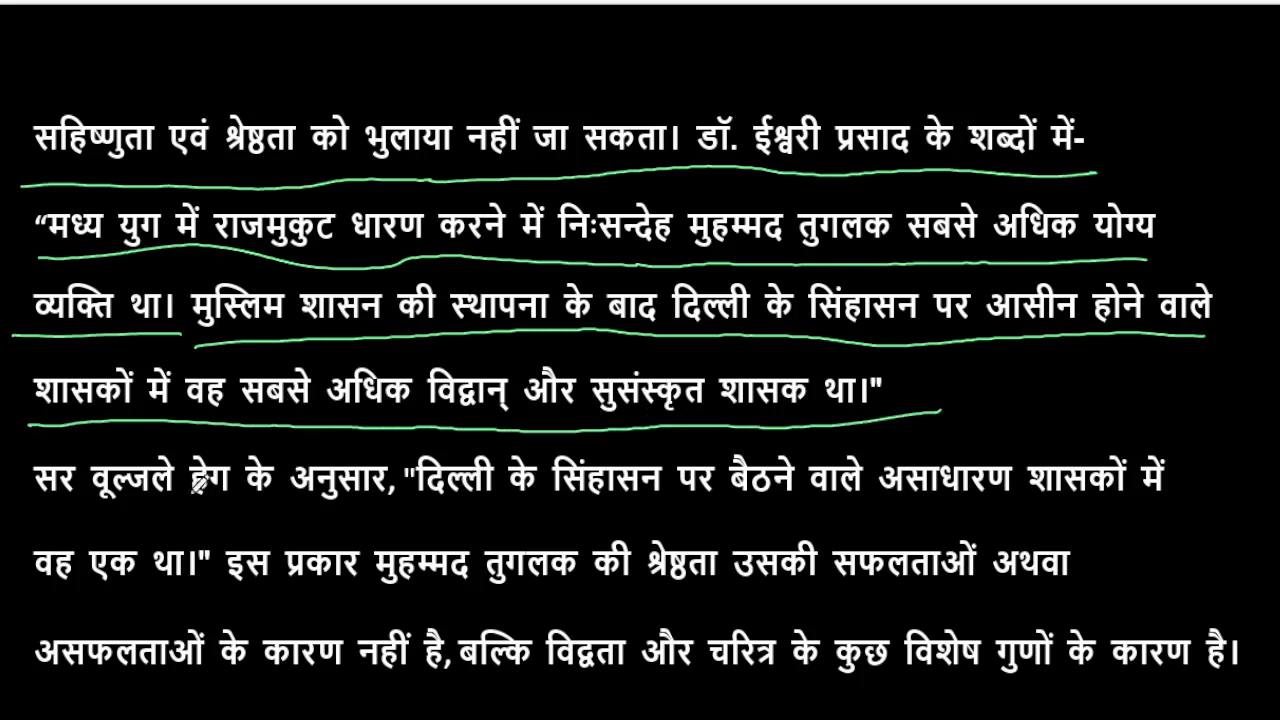 सहिष्णुता एवं श्रेष्ठता को भुलाया नहीं जा सकता। डॉ. ईश्वरी प्रसाद के शब्दों में-
“मध्य युग में राजमुकुट धारण करने में निःसन्देह मुहम्मद तुगलक सबसे अधिक योग्य
व्यक्ति था। मुस्लिम शासन की स्थापना के बाद दिल्ली के सिंहासन पर आसीन होने वाले
शासकों में वह सबसे अधिक विद्वान् और सुसंस्कृत शासक था।"
सर वूल्जले हेग के अनुसार, "दिल्ली के सिंहासन पर बैठने वाले असाधारण शासकों में
वह एक था।" इस प्रकार मुहम्मद तुगलक की श्रेष्ठता उसकी सफलताओं अथवा
असफलताओं के कारण नहीं है, बल्कि विद्वता और चरित्र के कुछ विशेष गुणों के कारण है।